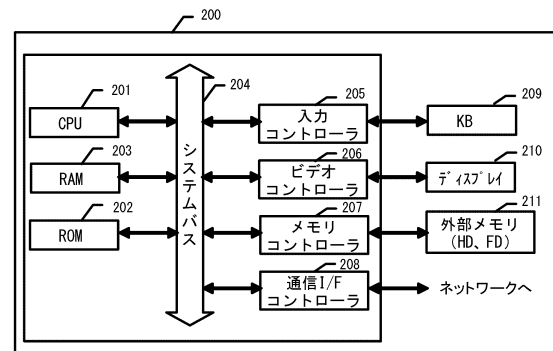 200
201
CPU
203
RAM
202
ROM
204
システムバス
205
入力
コントローラ
206
ビデオ
コントローラ
207
メモリ
コントローラ
208
通信I/F
コントローラ
209
KB
210
ディスプレイ
211
外部メモリ
(HD、FD)
ネットワークへ